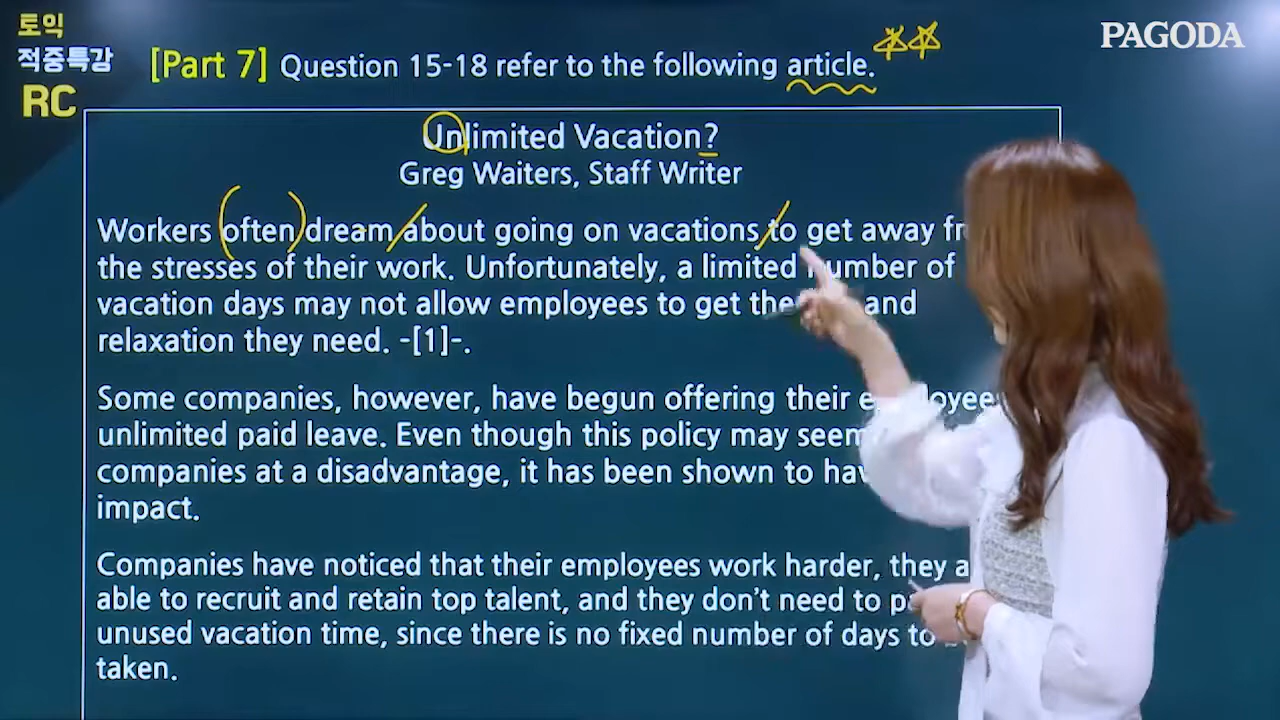 토익
적중특강
RC
PAGODA
[Part 7] Question 15-18 refer to the following article.
Unlimited Vacation?
Greg Waiters, Staff Writer
Workers often dream about going on vacations to get away
the stresses of their work. Unfortunately, a limited number of
vacation days may not allow employees to get the and
relaxation they need. -[1]-.
Some companies, however, have begun offering their
unlimited paid leave. Even though this policy may seem
companies at a disadvantage, it has been shown to
impact.
Companies have noticed that their employees work harder, they
able to recruit and retain top talent, and they don't need to
unused vacation time, since there is no fixed number of days to
taken.